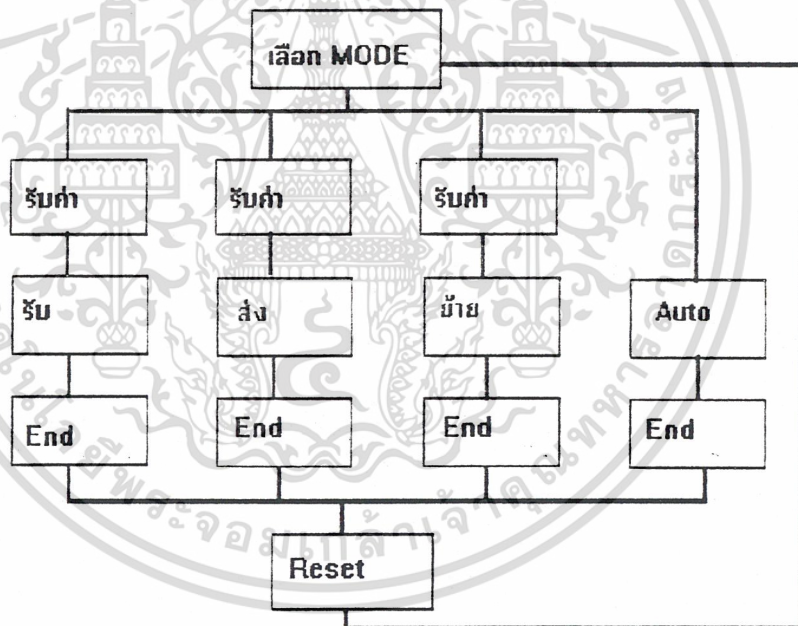 เลือก MODE
รับค่า
รับค่า
รับค่า
รับ
ส่ง
ย้าย
Auto
End
End
End
End
Reset